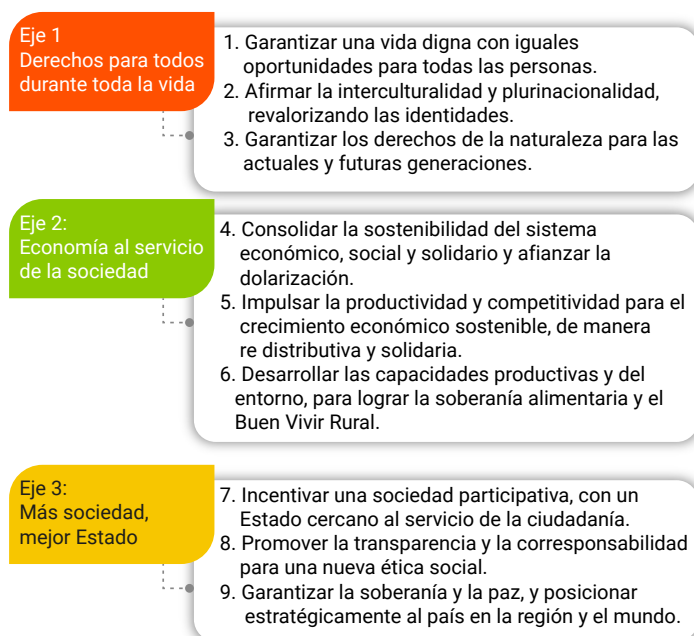 Eje 1
Derechos para todos
durante toda la vida
1. Garantizar una vida digna con iguales
oportunidades para todas las personas.
2. Afirmar la interculturalidad y plurinacionalidad,
revalorizando las identidades.
3. Garantizar los derechos de la naturaleza para las
actuales y futuras generaciones.
Eje 2:
Economía al servicio
de la sociedad
4. Consolidar la sostenibilidad del sistema
económico, social y solidario y afianzar la
dolarización.
5. Impulsar la productividad y competitividad para el
crecimiento económico sostenible, de manera
re distributiva y solidaria.
6. Desarrollar las capacidades productivas y del
entorno, para lograr la soberanía alimentaria y el
Buen Vivir Rural.
Eje 3:
Más sociedad,
mejor Estado
7. Incentivar una sociedad participativa, con un
Estado cercano al servicio de la ciudadanía.
8. Promover la transparencia y la corresponsabilidad
para una nueva ética social.
9. Garantizar la soberanía y la paz, y posicionar
estratégicamente al país en la región y el mundo.